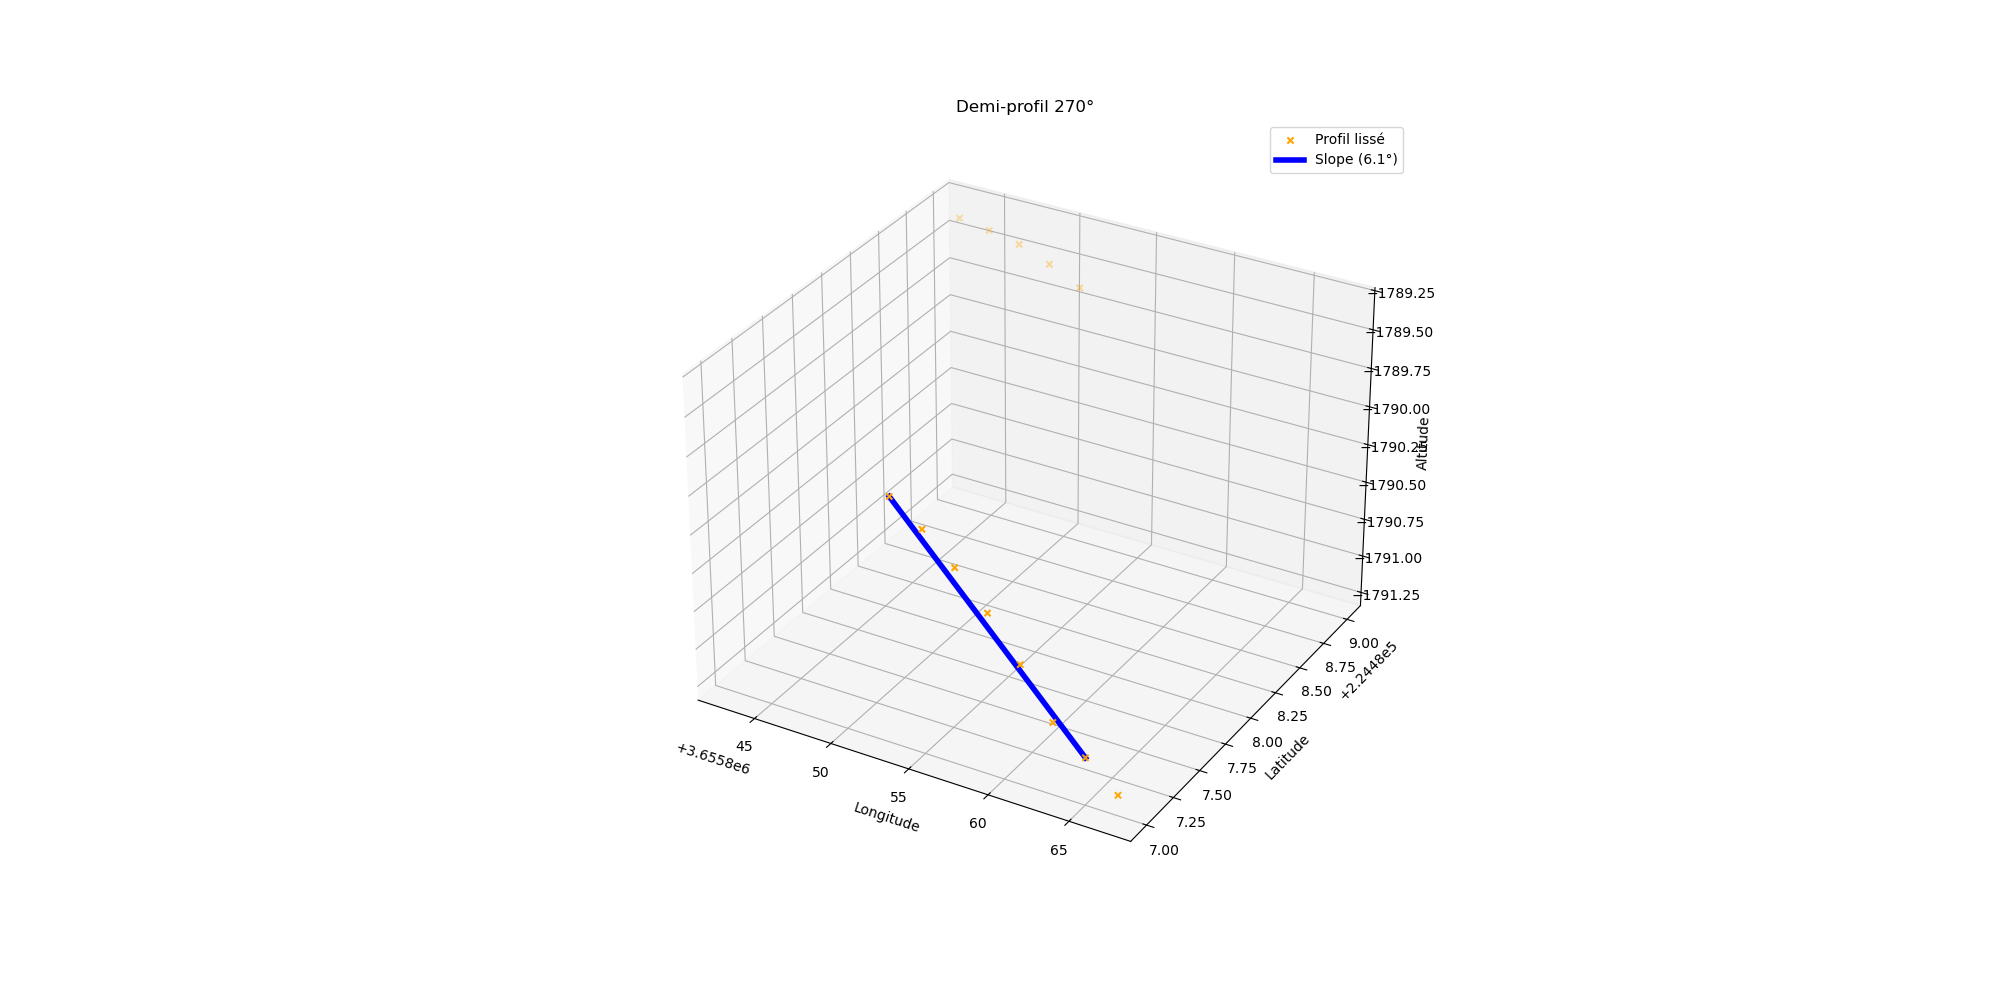 Demi-profil 270°
Profil lissé
Slope (6.1°)
−1789.25
−1789.50
−1789.75
−1790.00
−1790.25
−1790.50
−1790.75
−1791.00
−1791.25
Altitude
9.00
8.75
8.50
8.25
8.00
7.75
7.50
7.25
7.00
+2.2448e5
Latitude
45
50
55
60
65
+3.6558e6
Longitude